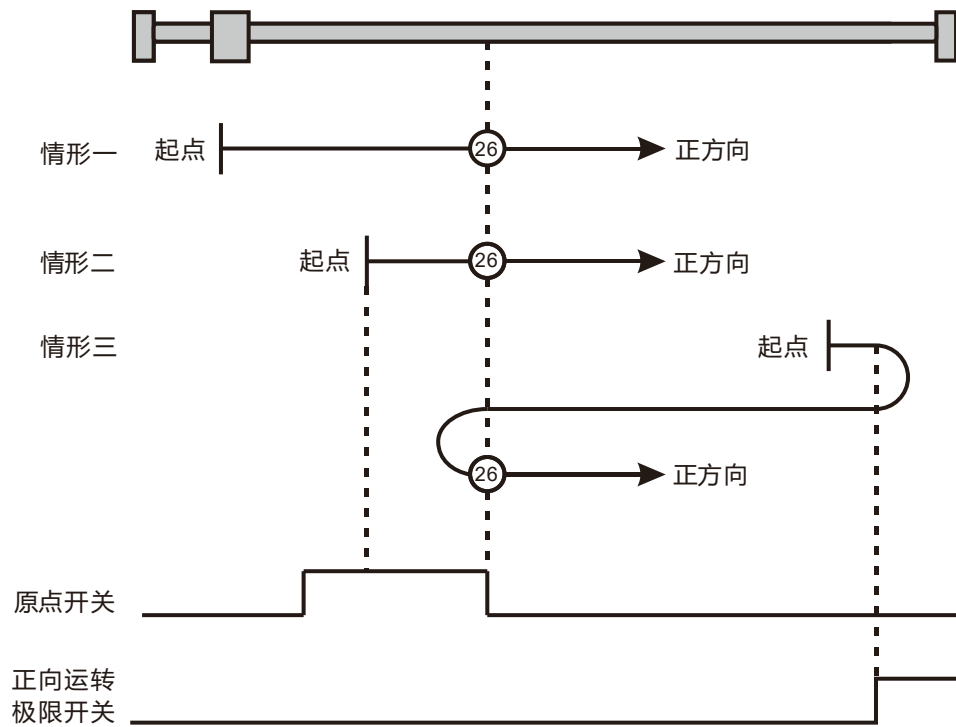 情形一 起点 26 正方向
情形二 起点 26 正方向
情形三 起点
26 正方向
原点开关
正向运转
极限开关